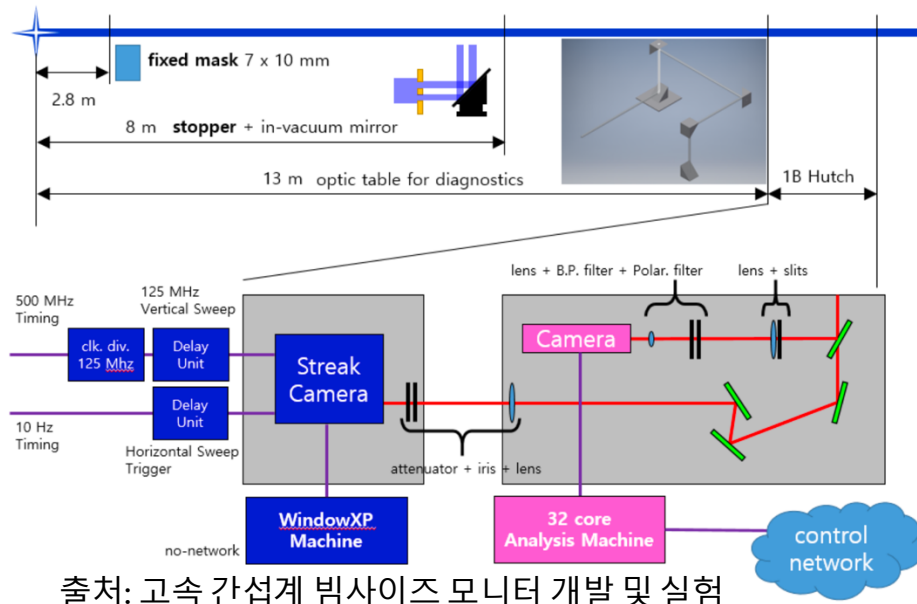 fixed mask 7 x 10 mm
2.8 m
8 m stopper + in-vacuum mirror
13 m optic table for diagnostics
1B Hutch
lens + B.P. filter + Polar. filter
lens + slits
500 MHz
Timing
125 MHz
Vertical Sweep
clk. div.
125 Mhz
Delay
Unit
Streak
Camera
Camera
10 Hz
Timing
Delay
Unit
Horizontal Sweep
Trigger
attenuator + iris + lens
WindowXP
Machine
no-network
32 core
Analysis Machine
control
network
출처: 고속 간섭계 빔사이즈 모니터 개발 및 실험